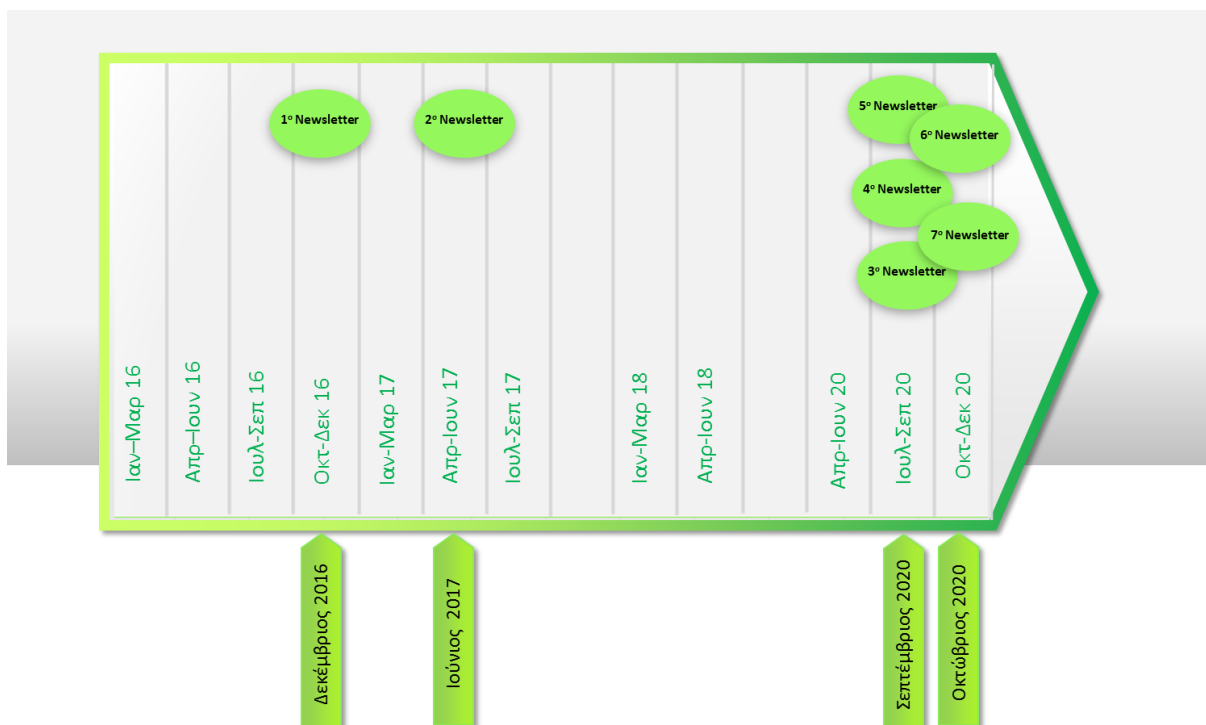 1ο Newsletter
2ο Newsletter
5ο Newsletter
6ο Newsletter
4ο Newsletter
7ο Newsletter
3ο Newsletter
Ιαν–Μαρ 16
Απρ–Ιουν 16
Ιουλ-Σεπ 16
Οκτ-Δεκ 16
Ιαν-Μαρ 17
Απρ-Ιουν 17
Ιουλ-Σεπ 17
Ιαν-Μαρ 18
Απρ-Ιουν 18
Απρ-Ιουν 20
Ιουλ-Σεπ 20
Οκτ-Δεκ 20
Δεκέμβριος 2016
Ιούνιος 2017
Σεπτέμβριος 2020
Οκτώβριος 2020